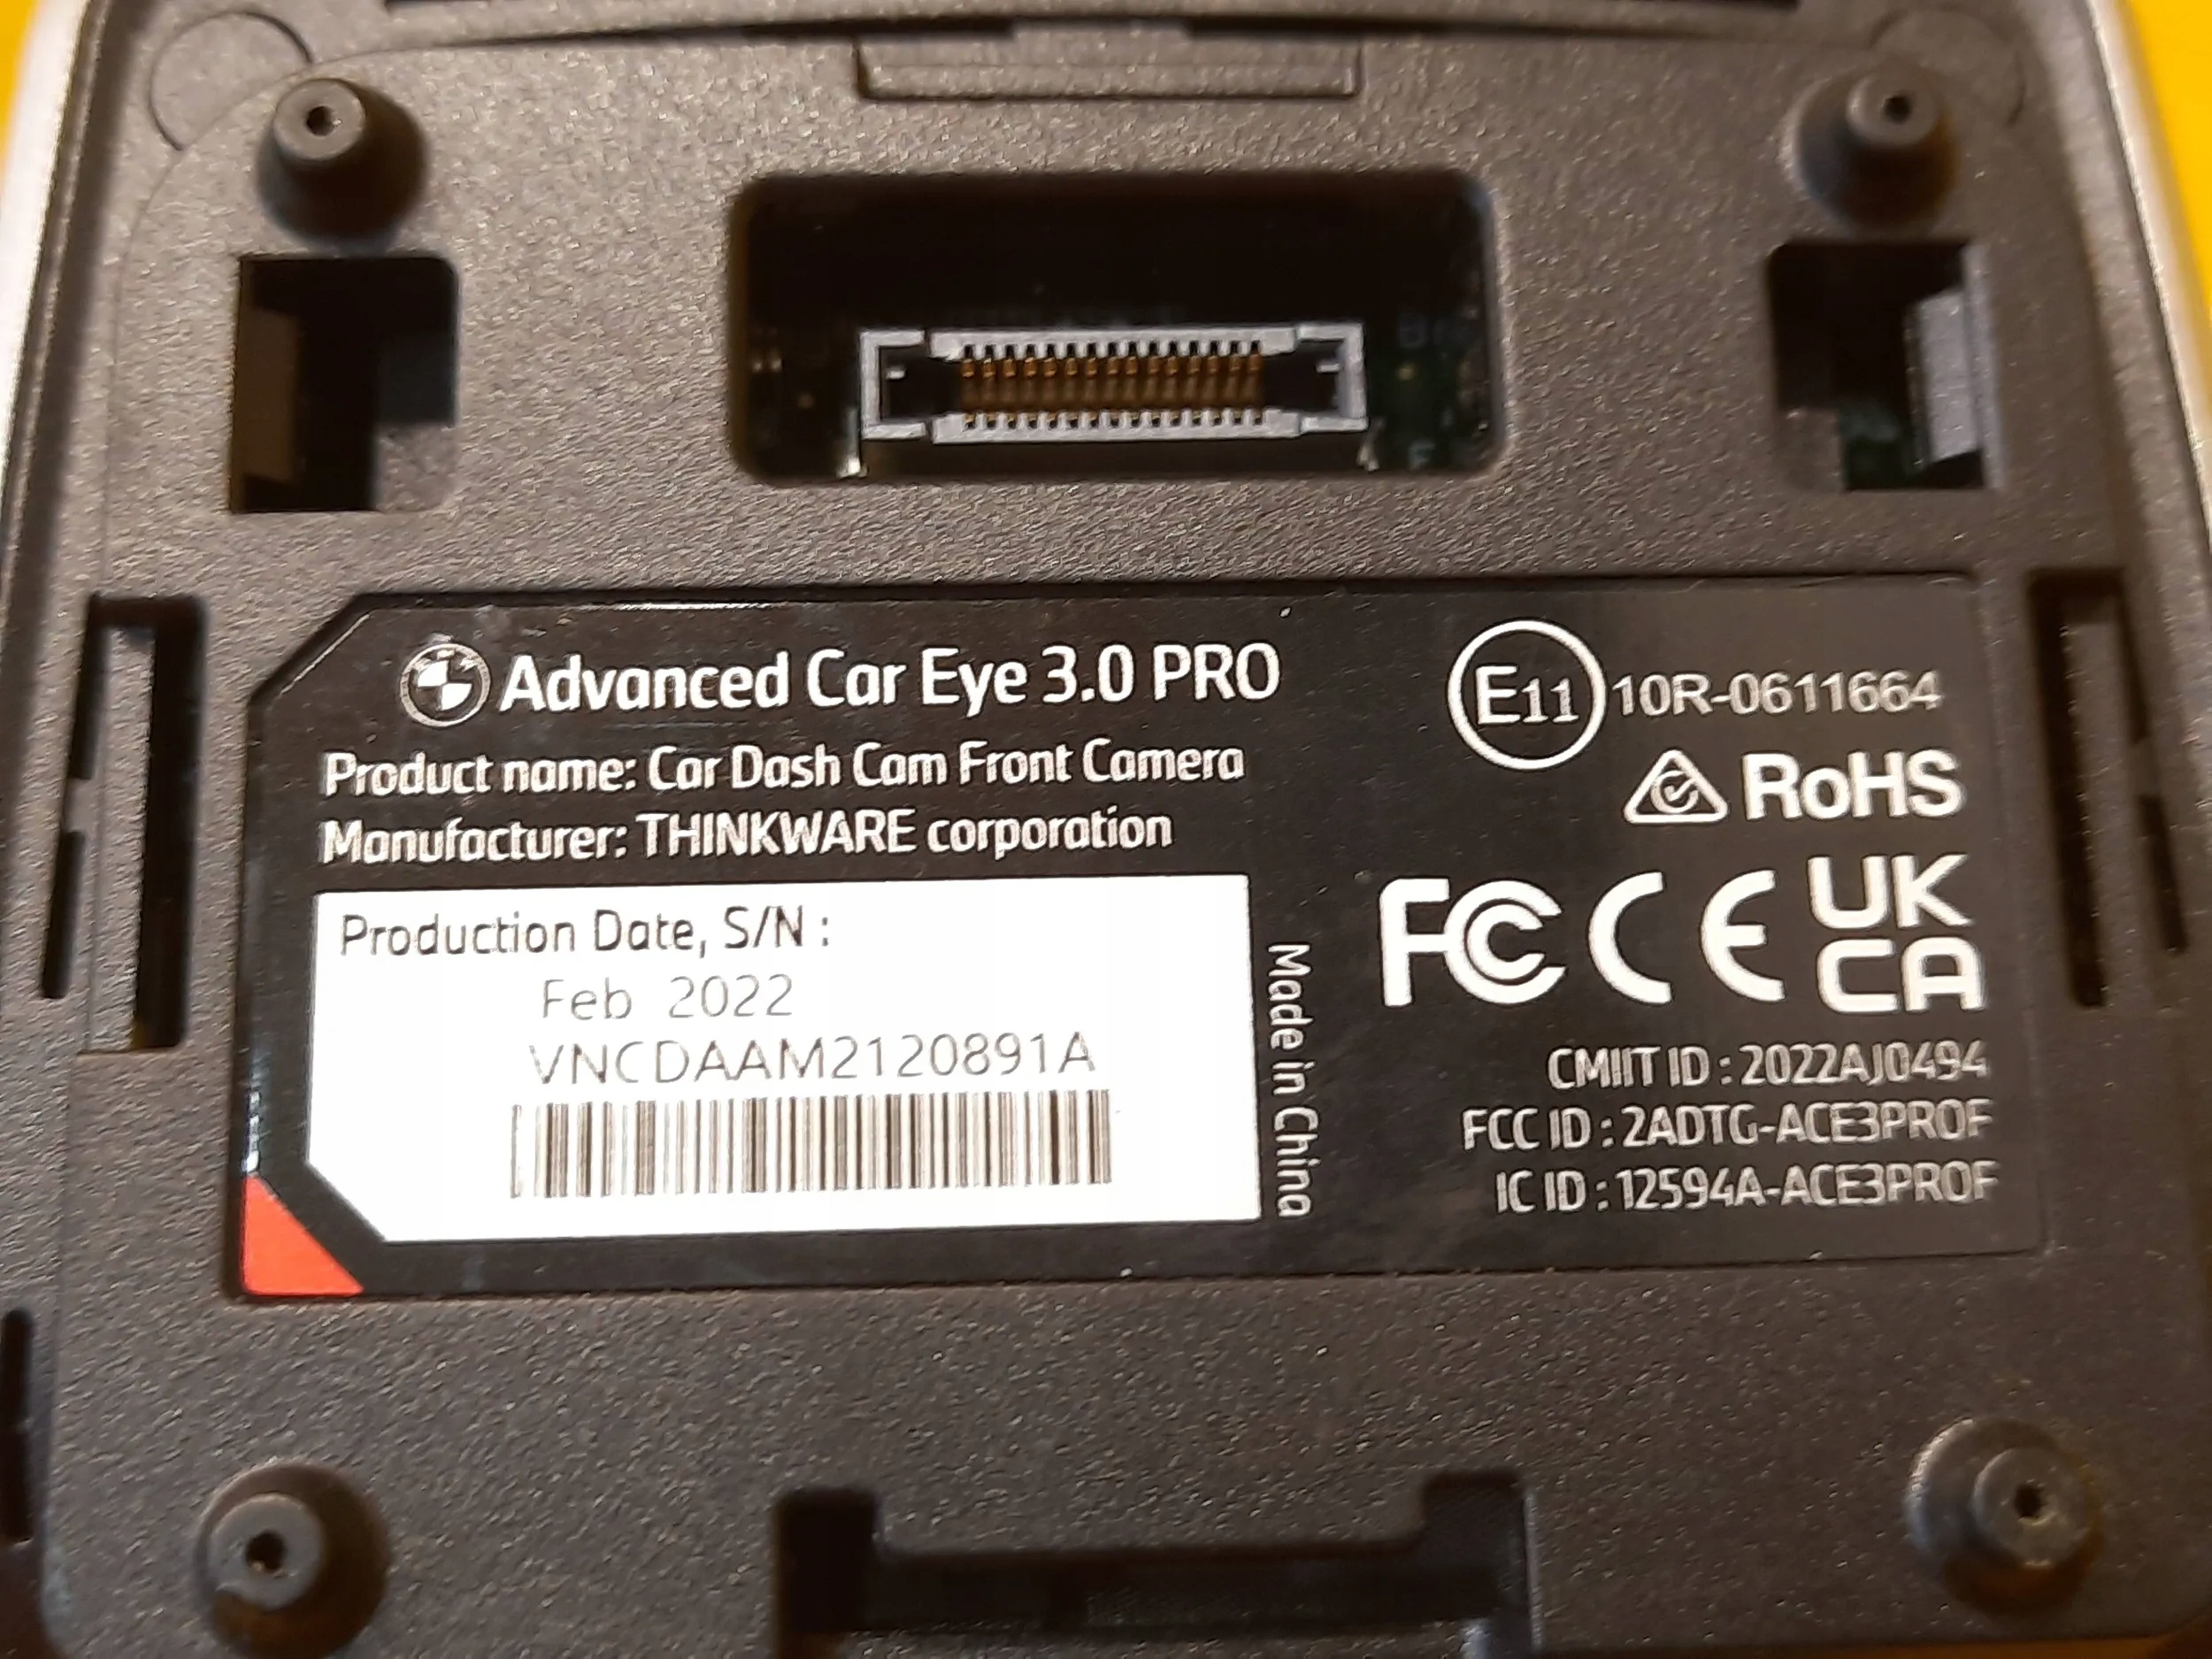 Advanced Car Eye 3.0 PRO
Product name: Car Dash Cam Front Camera
Manufacturer: THINKWARE corporation
Production Date, S/N :
Feb 2022
VNCDAAM2120891A
Made in China
E11 10R-0611664
RoHS
FC CE UK
CA
CMIIT ID : 2022AJ0494
FCC ID : 2ADTG-ACE3PROF
IC ID : 12594A-ACE3PROF